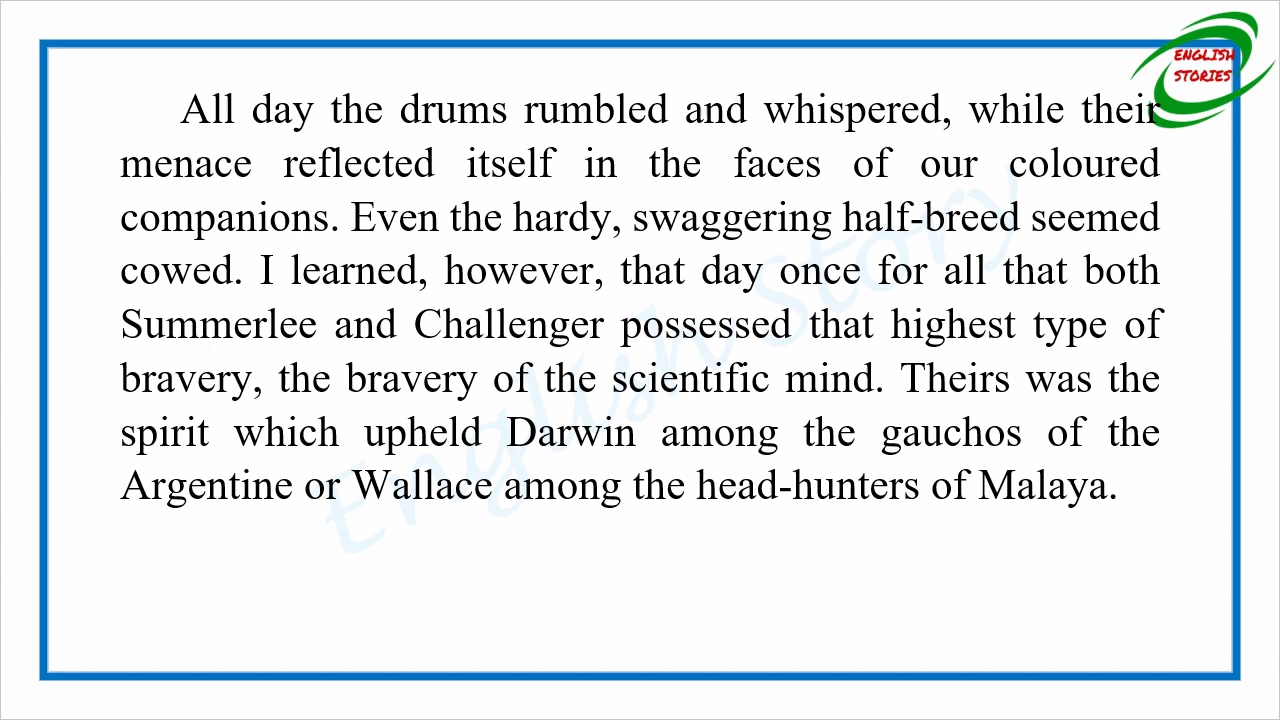 ENGLISH
STORIES
All day the drums rumbled and whispered, while their
menace reflected itself in the faces of our coloured
companions. Even the hardy, swaggering half-breed seemed
cowed. I learned, however, that day once for all that both
Summerlee and Challenger possessed that highest type of
bravery, the bravery of the scientific mind. Theirs was the
spirit which upheld Darwin among the gauchos of the
Argentine or Wallace among the head-hunters of Malaya.
English Story